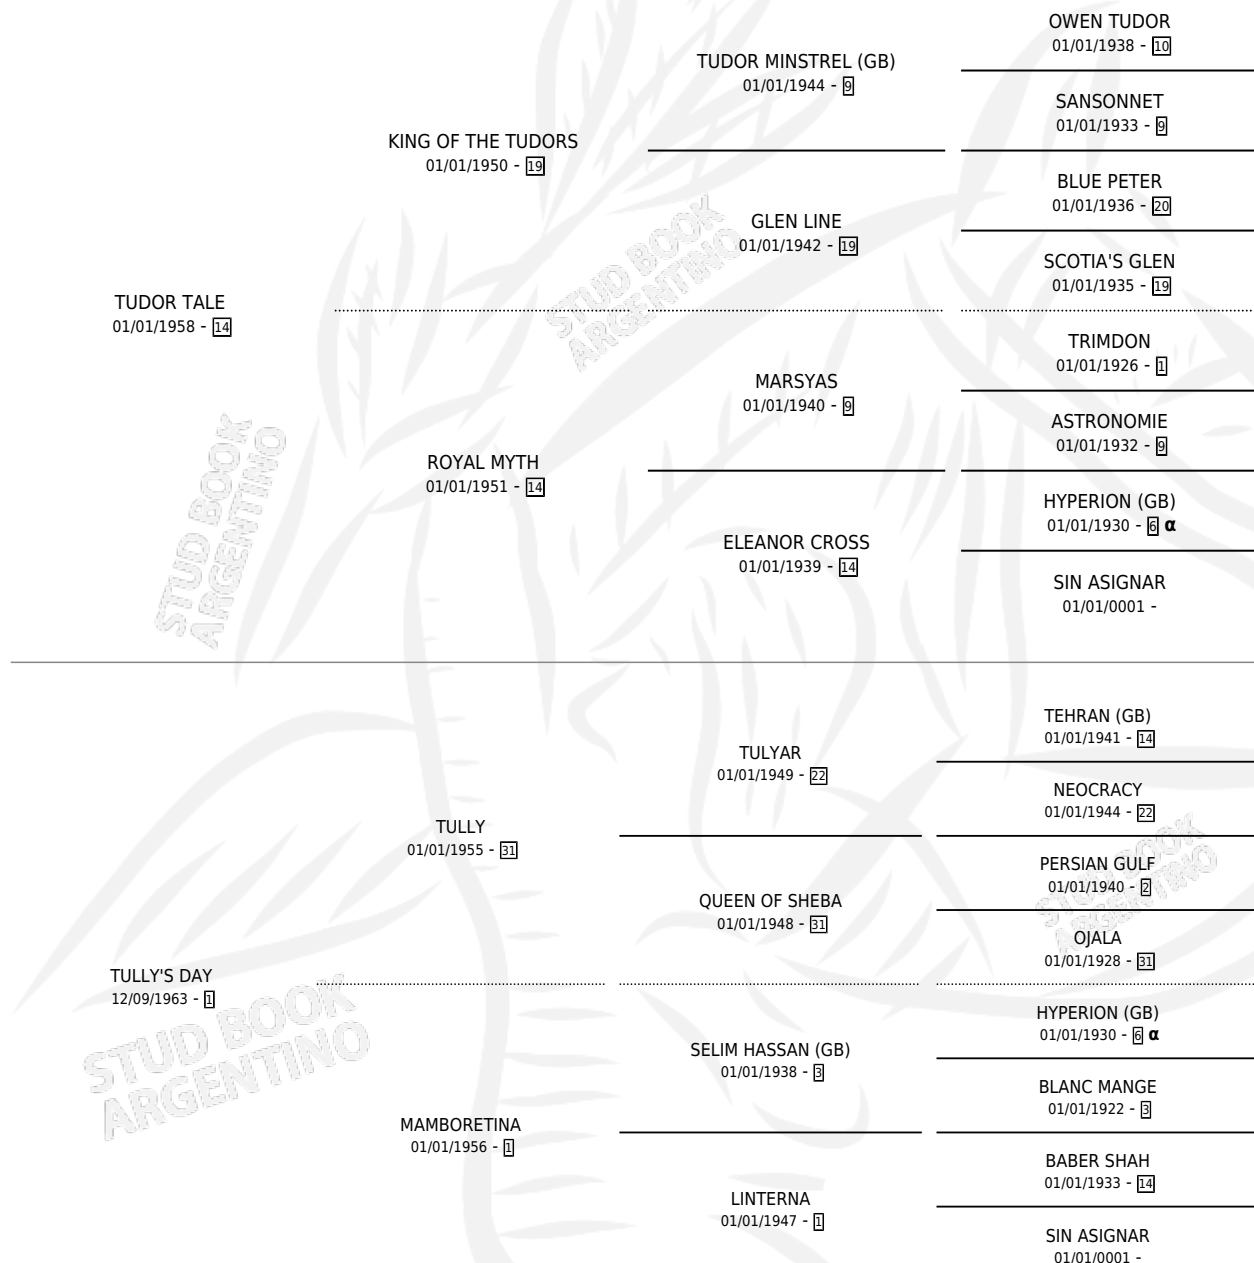 OWEN TUDOR
01/01/1938 - 10
TUDOR MINSTREL (GB)
01/01/1944 - 9
SANSONNET
01/01/1933 - 9
KING OF THE TUDORS
01/01/1950 - 19
BLUE PETER
01/01/1936 - 20
GLEN LINE
01/01/1942 - 19
SCOTIA'S GLEN
01/01/1935 - 19
TUDOR TALE
01/01/1958 - 14
TRIMDON
01/01/1926 - 1
MARSYAS
01/01/1940 - 9
ASTRONOMIE
01/01/1932 - 9
ROYAL MYTH
01/01/1951 - 14
HYPERION (GB)
01/01/1930 - 6 α
ELEANOR CROSS
01/01/1939 - 14
SIN ASIGNAR
01/01/0001 -
TEHRAN (GB)
01/01/1941 - 14
TULYAR
01/01/1949 - 22
NEOCRACY
01/01/1944 - 22
TULLY
01/01/1955 - 31
PERSIAN GULF
01/01/1940 - 2
QUEEN OF SHEBA
01/01/1948 - 31
OJALA
01/01/1928 - 31
TULLY'S DAY
12/09/1963 - 1
HYPERION (GB)
01/01/1930 - 6 α
SELIM HASSAN (GB)
01/01/1938 - 3
BLANC MANGE
01/01/1922 - 3
MAMBORETINA
01/01/1956 - 1
BABER SHAH
01/01/1933 - 14
LINTERNA
01/01/1947 - 1
SIN ASIGNAR
01/01/0001 -
STUD BOOK
ARGENTINO
STUD BOOK
ARGENTINO
STUD BOOK
ARGENTINO
STUD BOOK
ARGENTINO